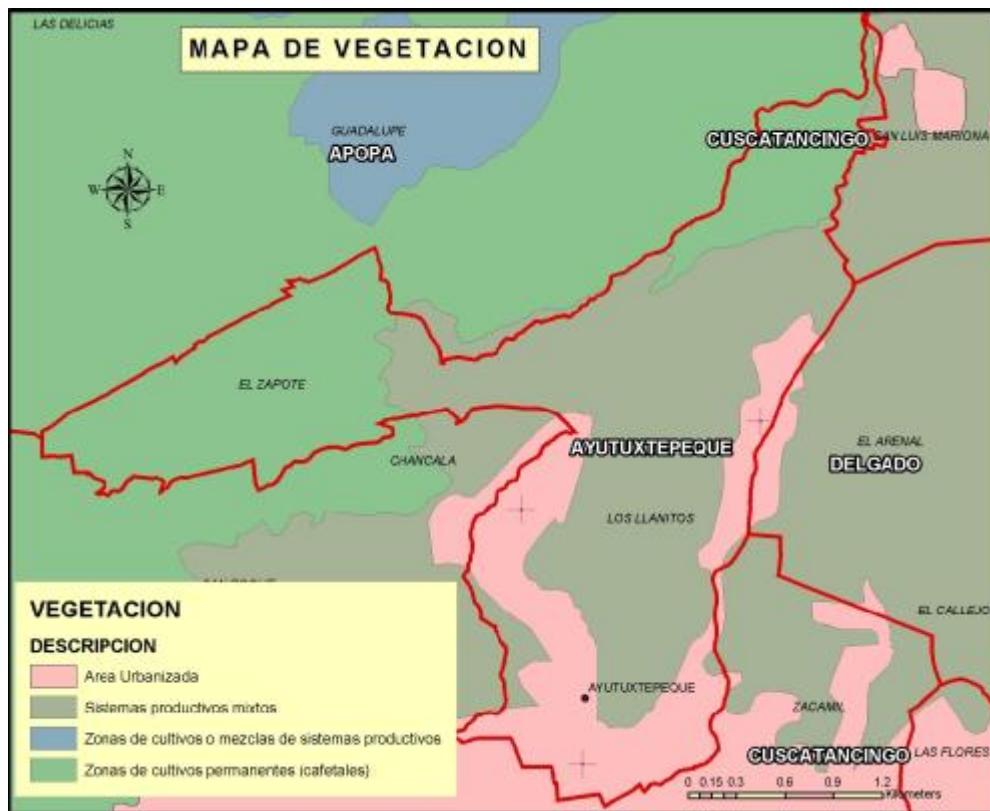 LAS DELICIAS
MAPA DE VEGETACION
GUADALUPE
APOPA
CUSCATANCINGO
SAN LUIS MARIONA
N
W
E
S
EL ZAPOTE
AYUTUXTEPEQUE
EL ARENAL
DELGADO
CHANCALA
LOS LLANITOS
VEGETACION
DESCRIPCION
Area Urbanizada
Sistemas productivos mixtos
Zonas de cultivos o mezclas de sistemas productivos
Zonas de cultivos permanentes (cafetales)
EL CALLEJO
AYUTUXTEPEQUE
ZACAMIL
CUSCATANCINGO
LAS FLORES
0 0.15 0.3 0.6 0.9 1.2
Kilometers